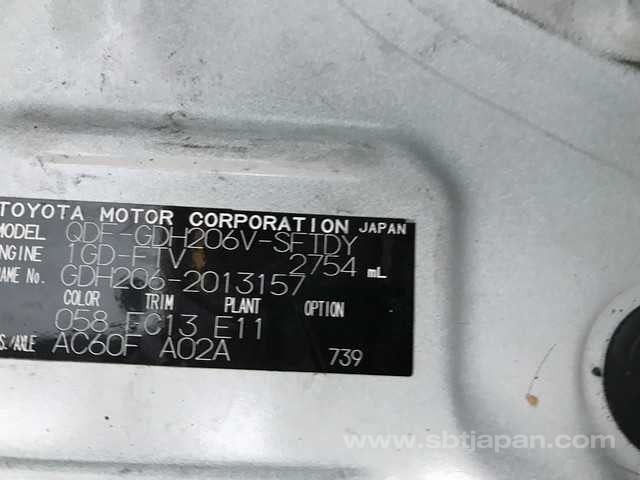 TOYOTA MOTOR CORPORATION JAPAN
MODEL QDF-GDH206V-SFTDY
ENGINE 1GD-FTV 2754 mL
AME No. GDH206-2013157
COLOR TRIM PLANT OPTION
058 FC13 E11
S./AXLE AC60F A02A 739
www.sbtjapan.com